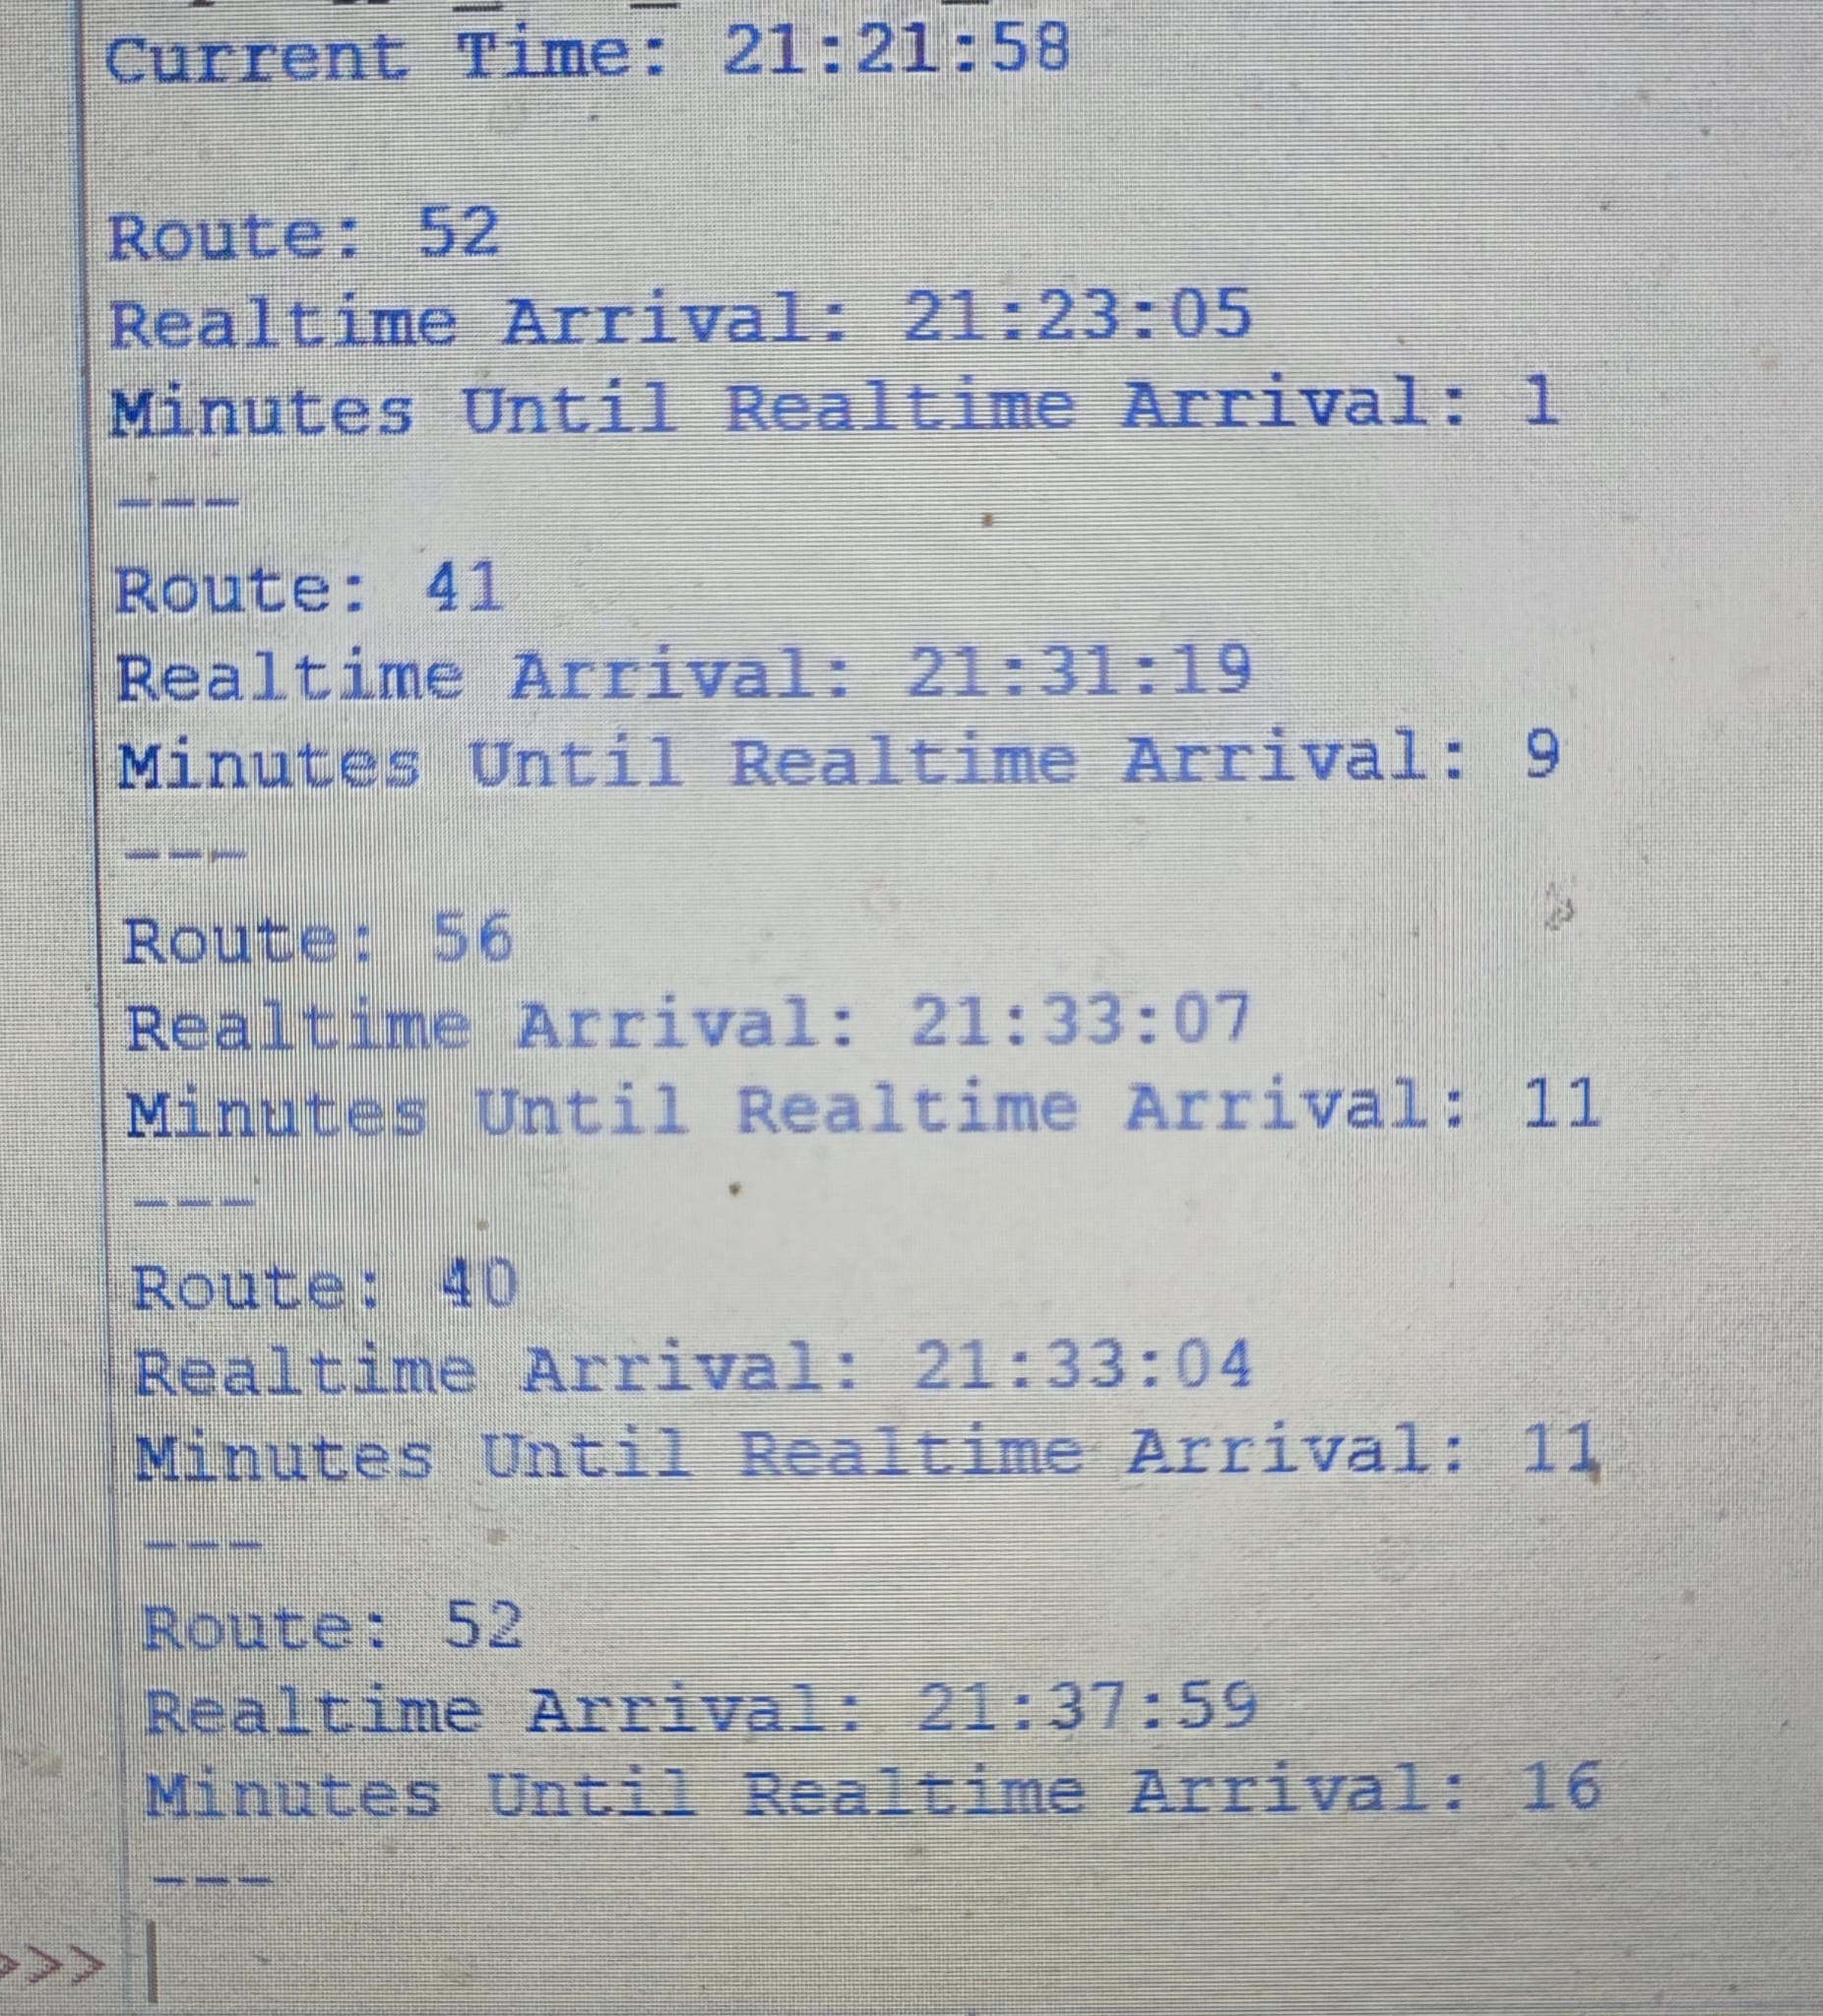 Current Time: 21:21:58
Route: 52
Realtime Arrival: 21:23:05
Minutes Until Realtime Arrival: 1
---
Route: 41
Realtime Arrival: 21:31:19
Minutes Until Realtime Arrival: 9
---
Route: 56
Realtime Arrival: 21:33:07
Minutes Until Realtime Arrival: 11
---
Route: 40
Realtime Arrival: 21:33:04
Minutes Until Realtime Arrival: 11
---
Route: 52
Realtime Arrival: 21:37:59
Minutes Until Realtime Arrival: 16
---
>>>